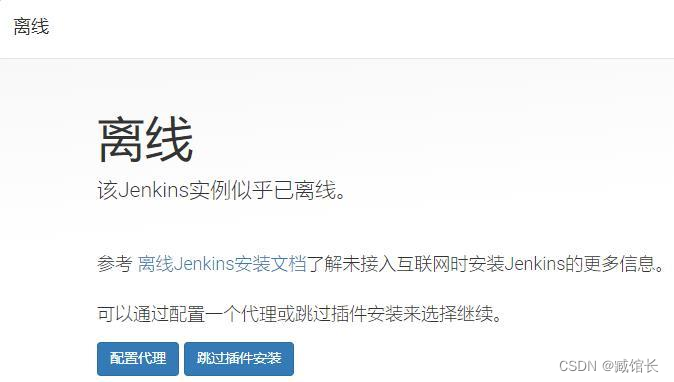 离线
离线
该Jenkins实例似乎已离线。
参考 离线Jenkins安装文档了解未接入互联网时安装Jenkins的更多信息。
可以通过配置一个代理或跳过插件安装来选择继续。
配置代理 跳过插件安装
CSDN @臧馆长